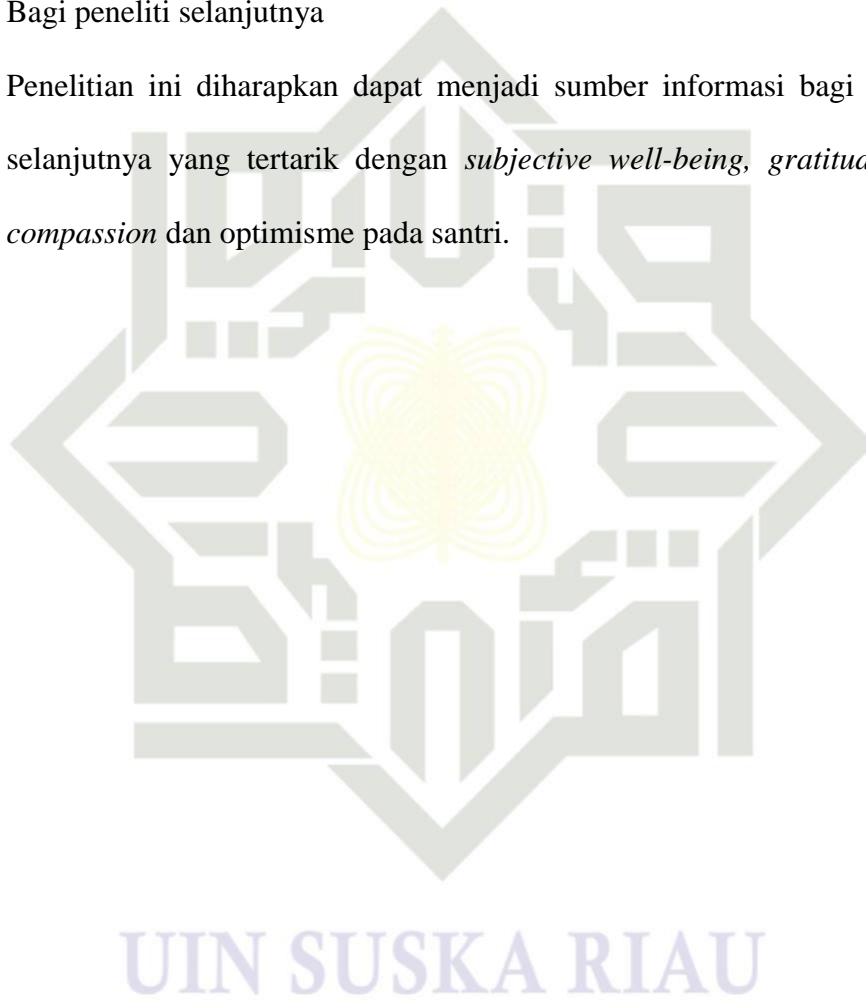 Bagi peneliti selanjutnya
Penelitian ini diharapkan dapat menjadi sumber informasi bagi
selanjutnya yang tertarik dengan subjective well-being,
compassion dan optimisme pada santri.
UIN SUSKA RIAU